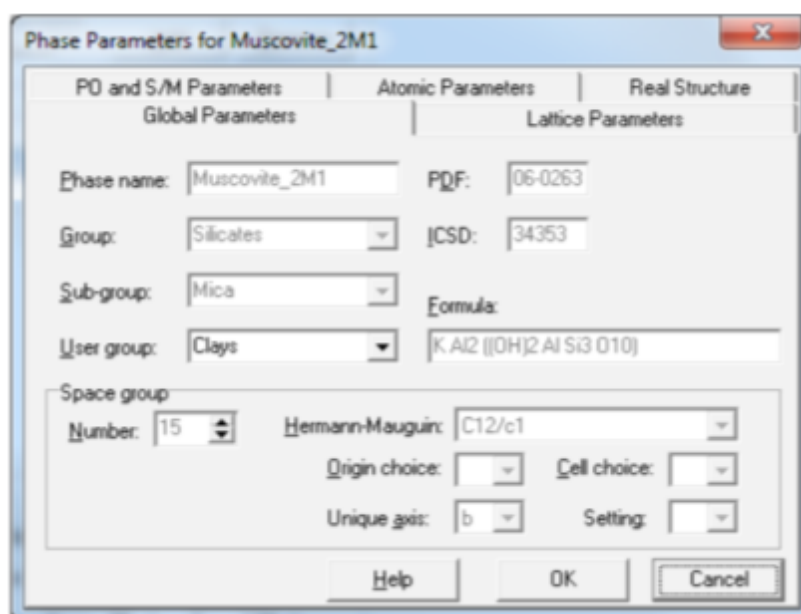 Phase Parameters for Muscovite_2M1
PO and S/M Parameters Atomic Parameters Real Structure
Global Parameters Lattice Parameters
Phase name: Muscovite_2M1 PDF: 06-0263
Group: Silicates ICSD: 34353
Sub-group: Mica
Formula:
User group: Clays K Al2 ((OH)2 Al Si3 O10)
Space group
Number: 15 Hermann-Mauguin: C12/c1
Origin choice: Cell choice:
Unique axis: b Setting:
Help OK Cancel